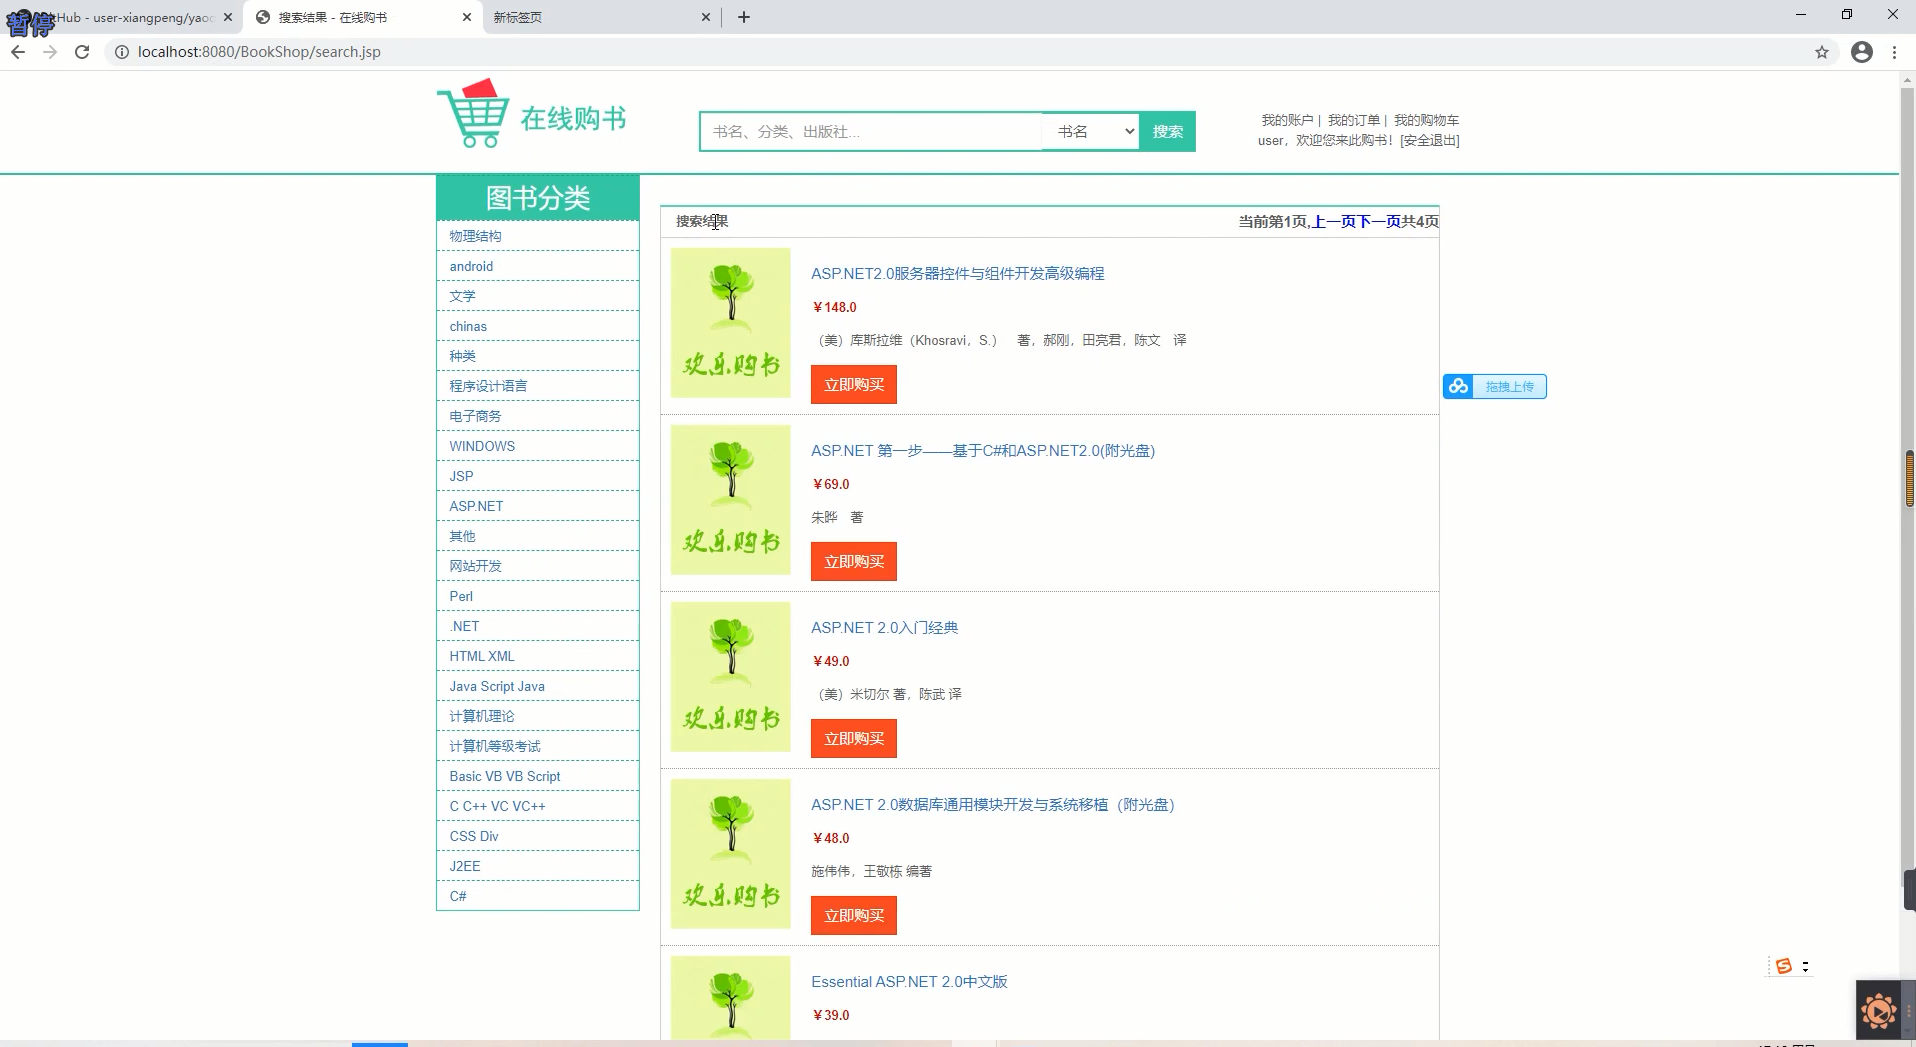 暂停
Hub - user-xiangpeng/yaoc
搜索结果 - 在线购书
新标签页
localhost:8080/BookShop/search.jsp
在线购书
书名、分类、出版社...
书名
搜索
我的账户 | 我的订单 | 我的购物车
user，欢迎您来此购书！[安全退出]
图书分类
物理结构
android
文学
chinas
种类
程序设计语言
电子商务
WINDOWS
JSP
ASP.NET
其他
网站开发
Perl
.NET
HTML XML
Java Script Java
计算机理论
计算机等级考试
Basic VB VB Script
C C++ VC VC++
CSS Div
J2EE
C#
搜索结果
当前第1页,上一页下一页共4页
欢乐购书
ASP.NET2.0服务器控件与组件开发高级编程
￥148.0
（美）库斯拉维（Khosravi，S.） 著，郝刚，田亮君，陈文 译
立即购买
欢乐购书
ASP.NET 第一步——基于C#和ASP.NET2.0(附光盘)
￥69.0
朱晔 著
立即购买
欢乐购书
ASP.NET 2.0入门经典
￥49.0
（美）米切尔 著，陈武 译
立即购买
欢乐购书
ASP.NET 2.0数据库通用模块开发与系统移植（附光盘）
￥48.0
施伟伟，王敬栋 编著
立即购买
Essential ASP.NET 2.0中文版
￥39.0
拖拽上传